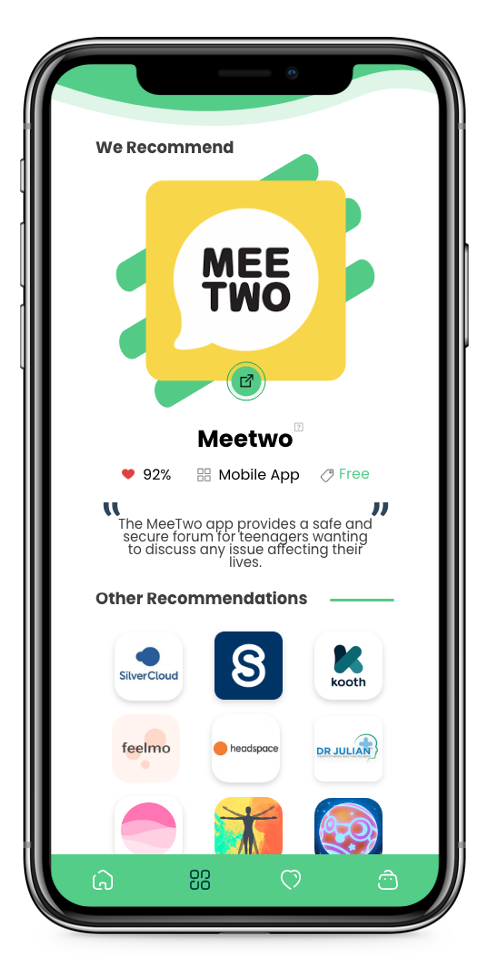 We Recommend
MEE
TWO
Meetwo
?
92% Mobile App Free
“ ”
The MeeTwo app provides a safe and
secure forum for teenagers wanting
to discuss any issue affecting their
lives.
Other Recommendations
SilverCloud S kooth
feelmo headspace DR JULIAN